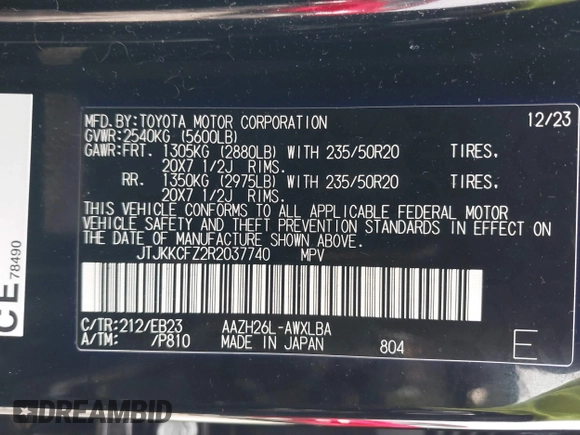 MFD.BY:TOYOTA MOTOR CORPORATION 12/23
GVWR:2540KG (5600LB)
GAWR:FRT. 1305KG (2880LB) WITH 235/50R20 TIRES,
20X7 1/2J RIMS.
RR. 1350KG (2975LB) WITH 235/50R20 TIRES,
20X7 1/2J RIMS.
THIS VEHICLE CONFORMS TO ALL APPLICABLE FEDERAL MOTOR
VEHICLE SAFETY AND THEFT PREVENTION STANDARDS IN EFFECT
ON THE DATE OF MANUFACTURE SHOWN ABOVE.
JTJKKCFZ2R2037740 MPV
C/TR:212/EB23 AAZH26L-AWXLBA
A/TM: /P810 MADE IN JAPAN 804 E
CE 78490
DREAMBID